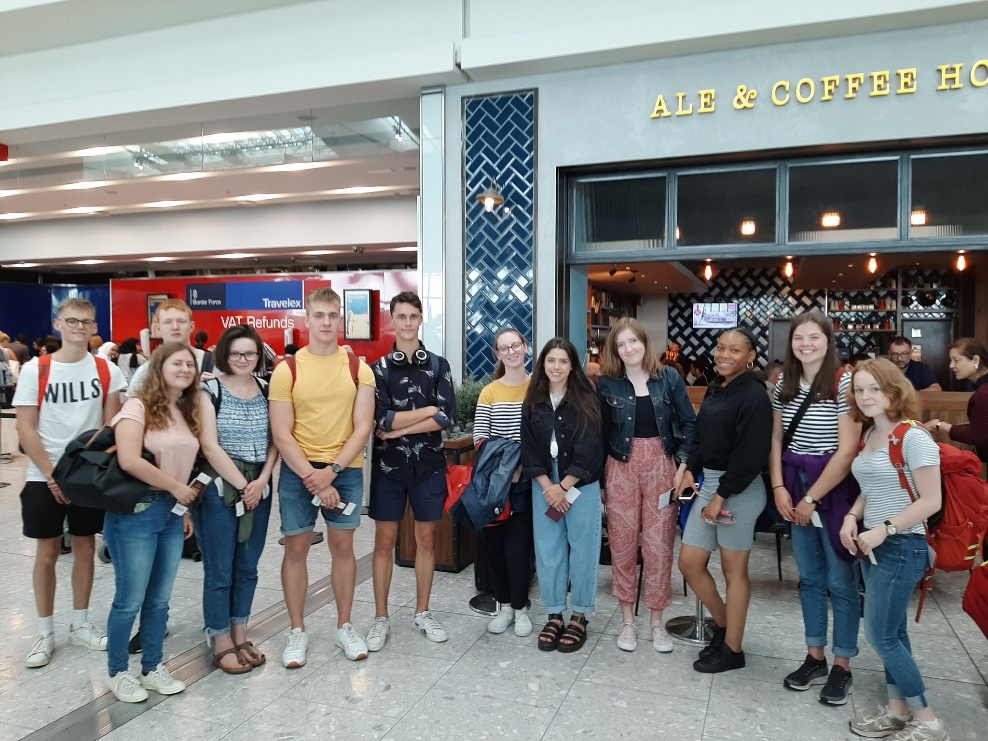 ALE & COFFEE HO
Border Force
Travelex
VAT Refunds
WILLS